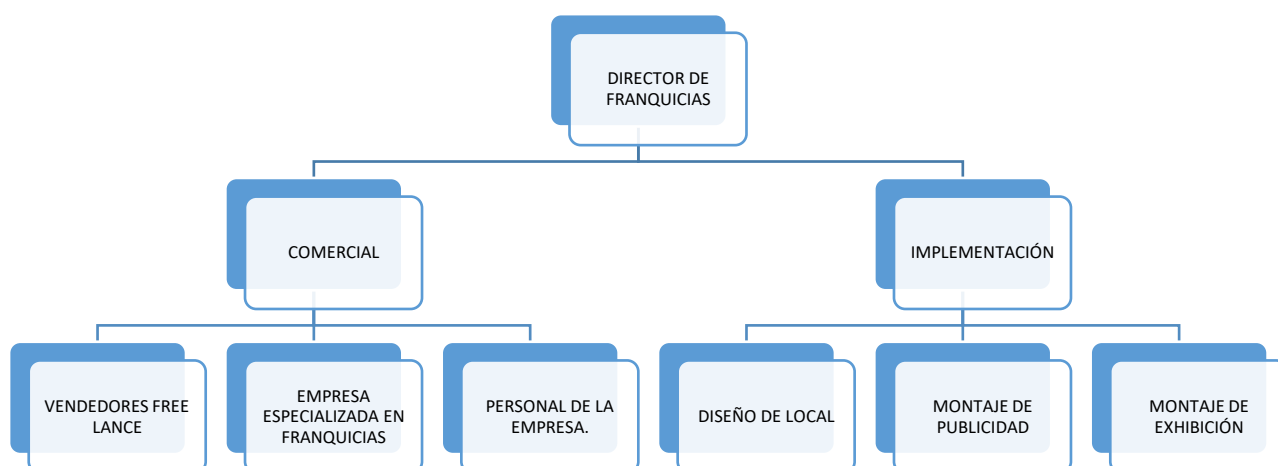 DIRECTOR DE
FRANQUICIAS
COMERCIAL
IMPLEMENTACIÓN
VENDEDORES FREE
LANCE
EMPRESA
ESPECIALIZADA EN
FRANQUICIAS
PERSONAL DE LA
EMPRESA.
DISEÑO DE LOCAL
MONTAJE DE
PUBLICIDAD
MONTAJE DE
EXHIBICIÓN